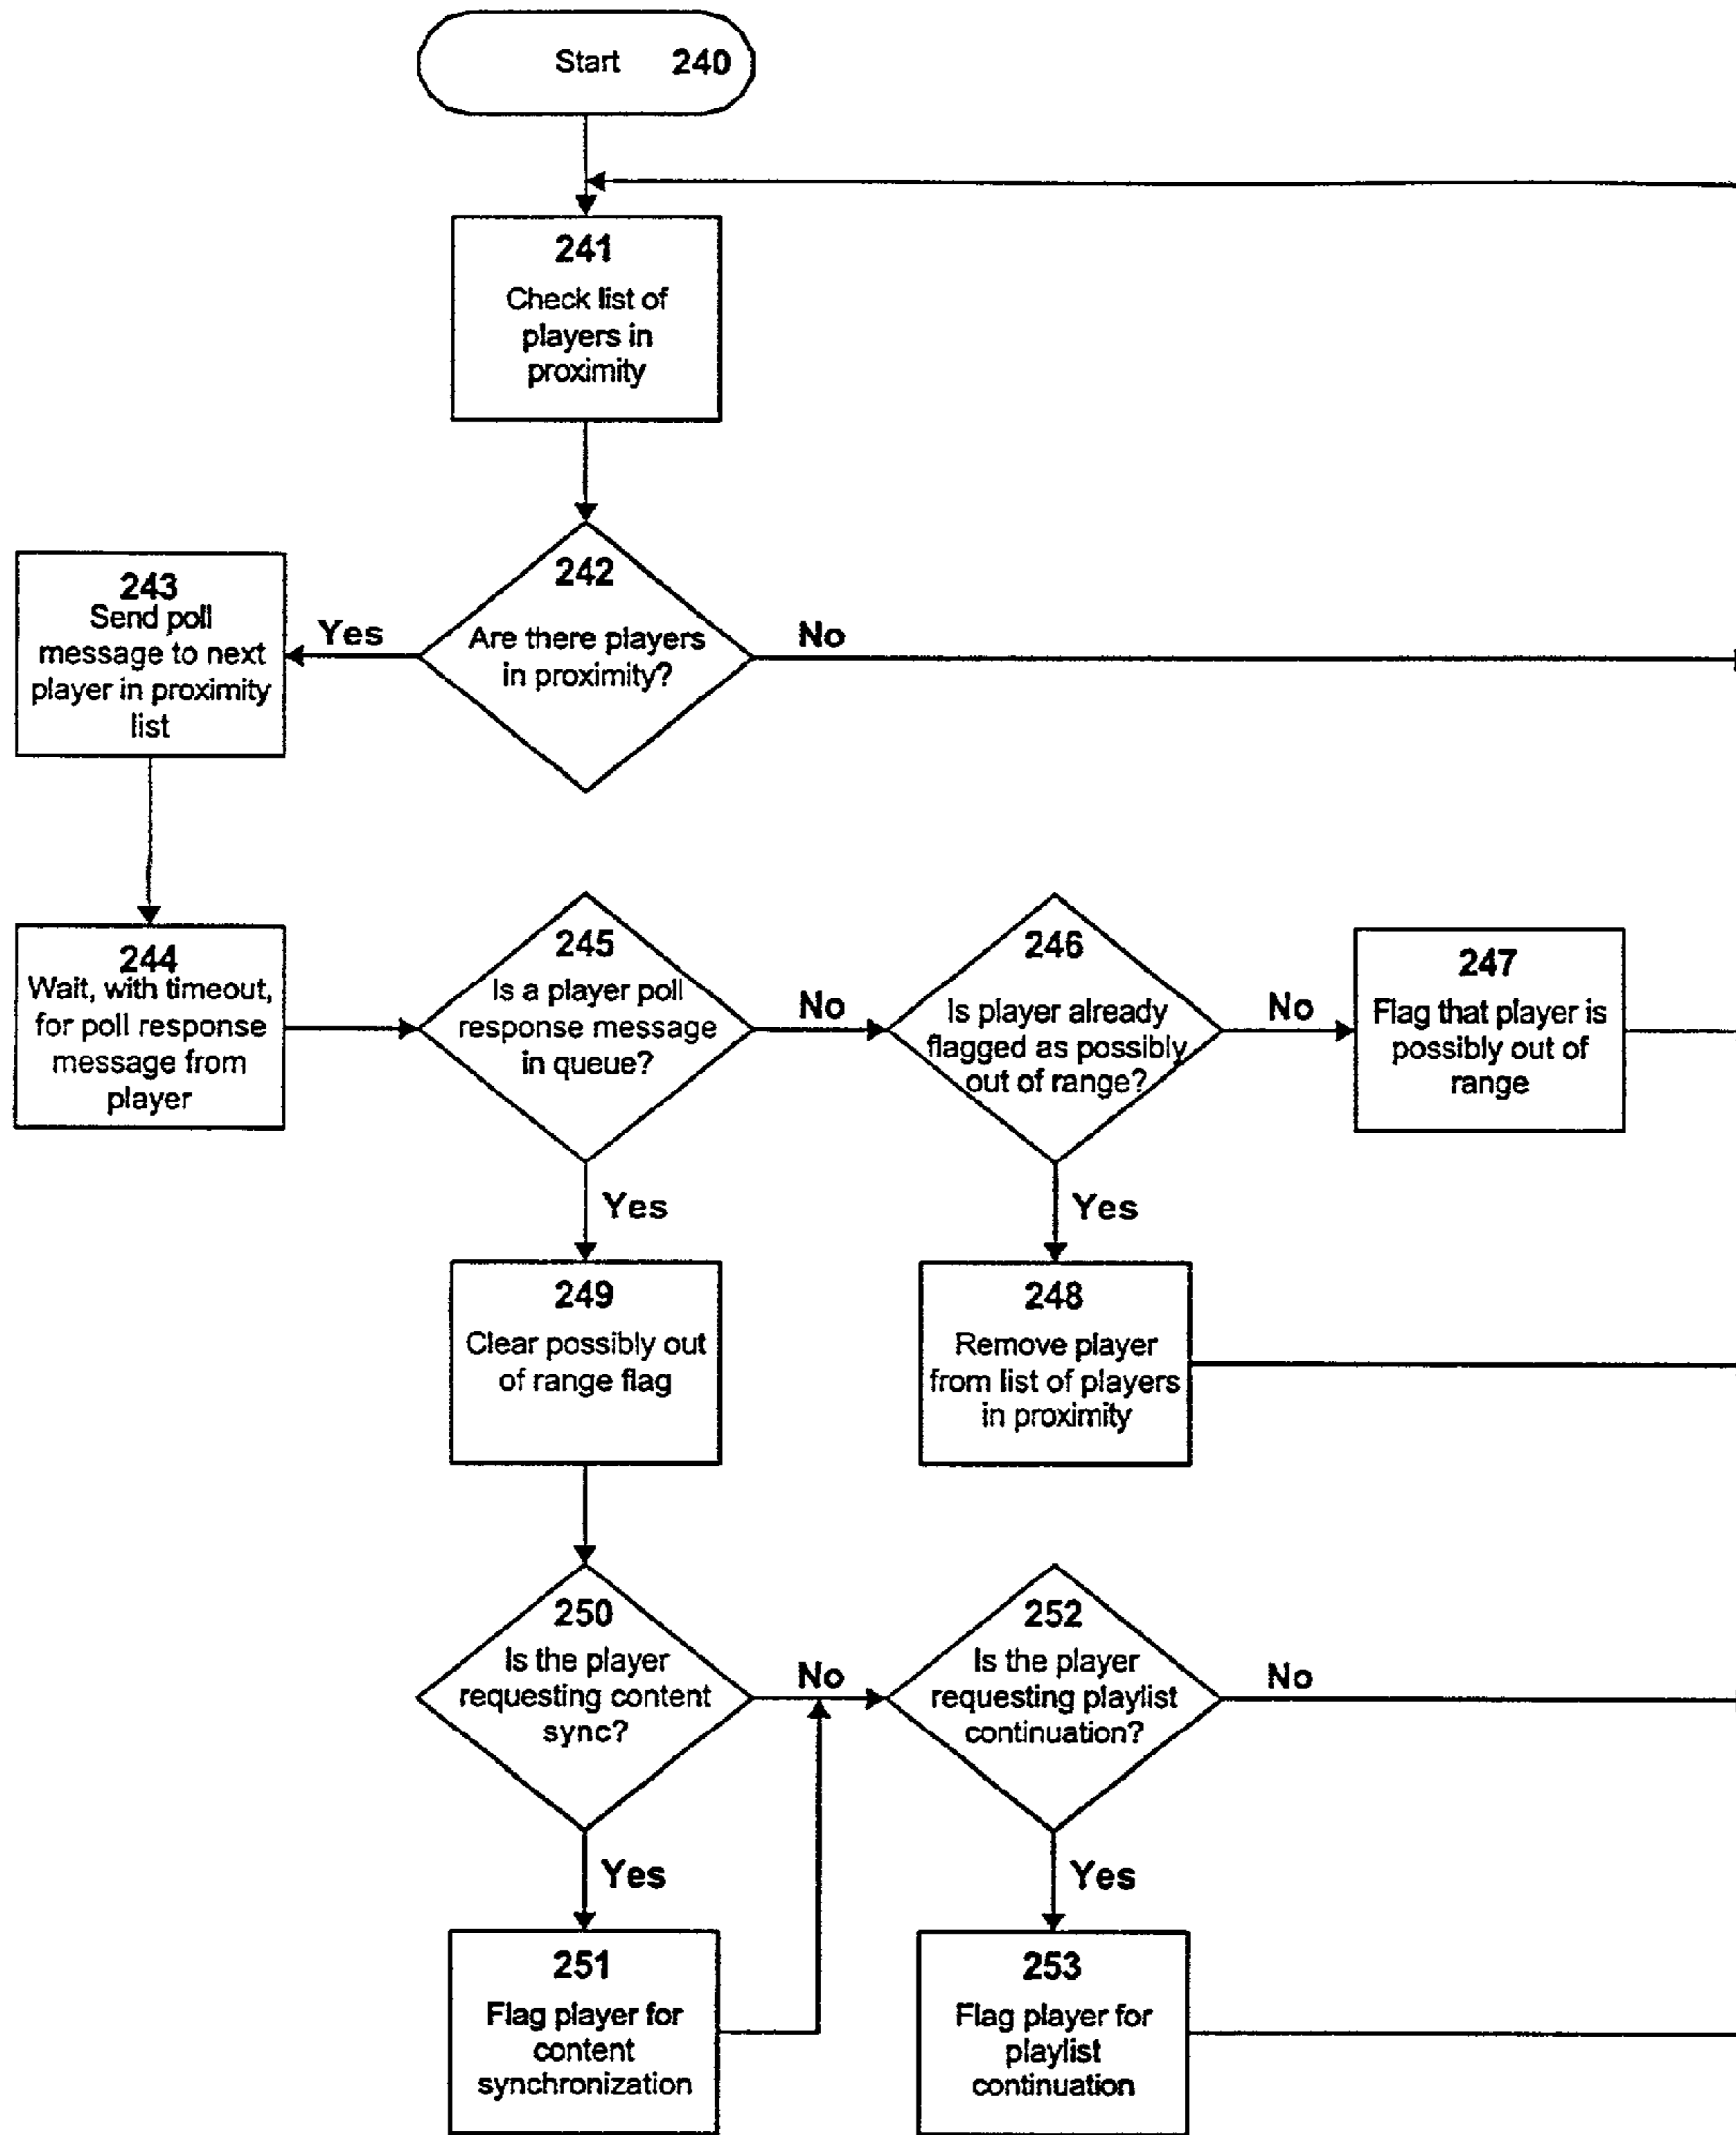 Start 240
241
Check list of
players in
proximity
242
Are there players
in proximity?
Yes
No
243
Send poll
message to next
player in proximity
list
244
Wait, with timeout,
for poll response
message from
player
245
Is a player poll
response message
in queue?
No
Yes
246
Is player already
flagged as possibly
out of range?
No
Yes
247
Flag that player is
possibly out of
range
249
Clear possibly out
of range flag
248
Remove player
from list of players
in proximity
250
Is the player
requesting content
sync?
No
Yes
252
Is the player
requesting playlist
continuation?
No
Yes
251
Flag player for
content
synchronization
253
Flag player for
playlist
continuation